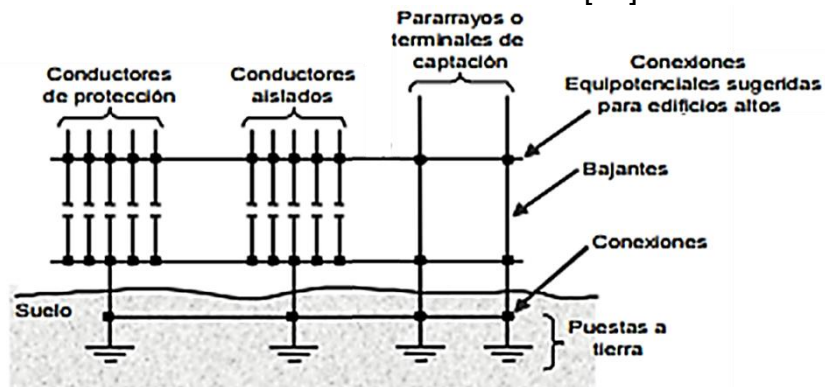 Pararrayos o
terminales de
captación
Conductores
de protección
Conductores
aislados
Conexiones
Equipotenciales sugeridas
para edificios altos
Bajantes
Conexiones
Suelo
Puestas a
tierra